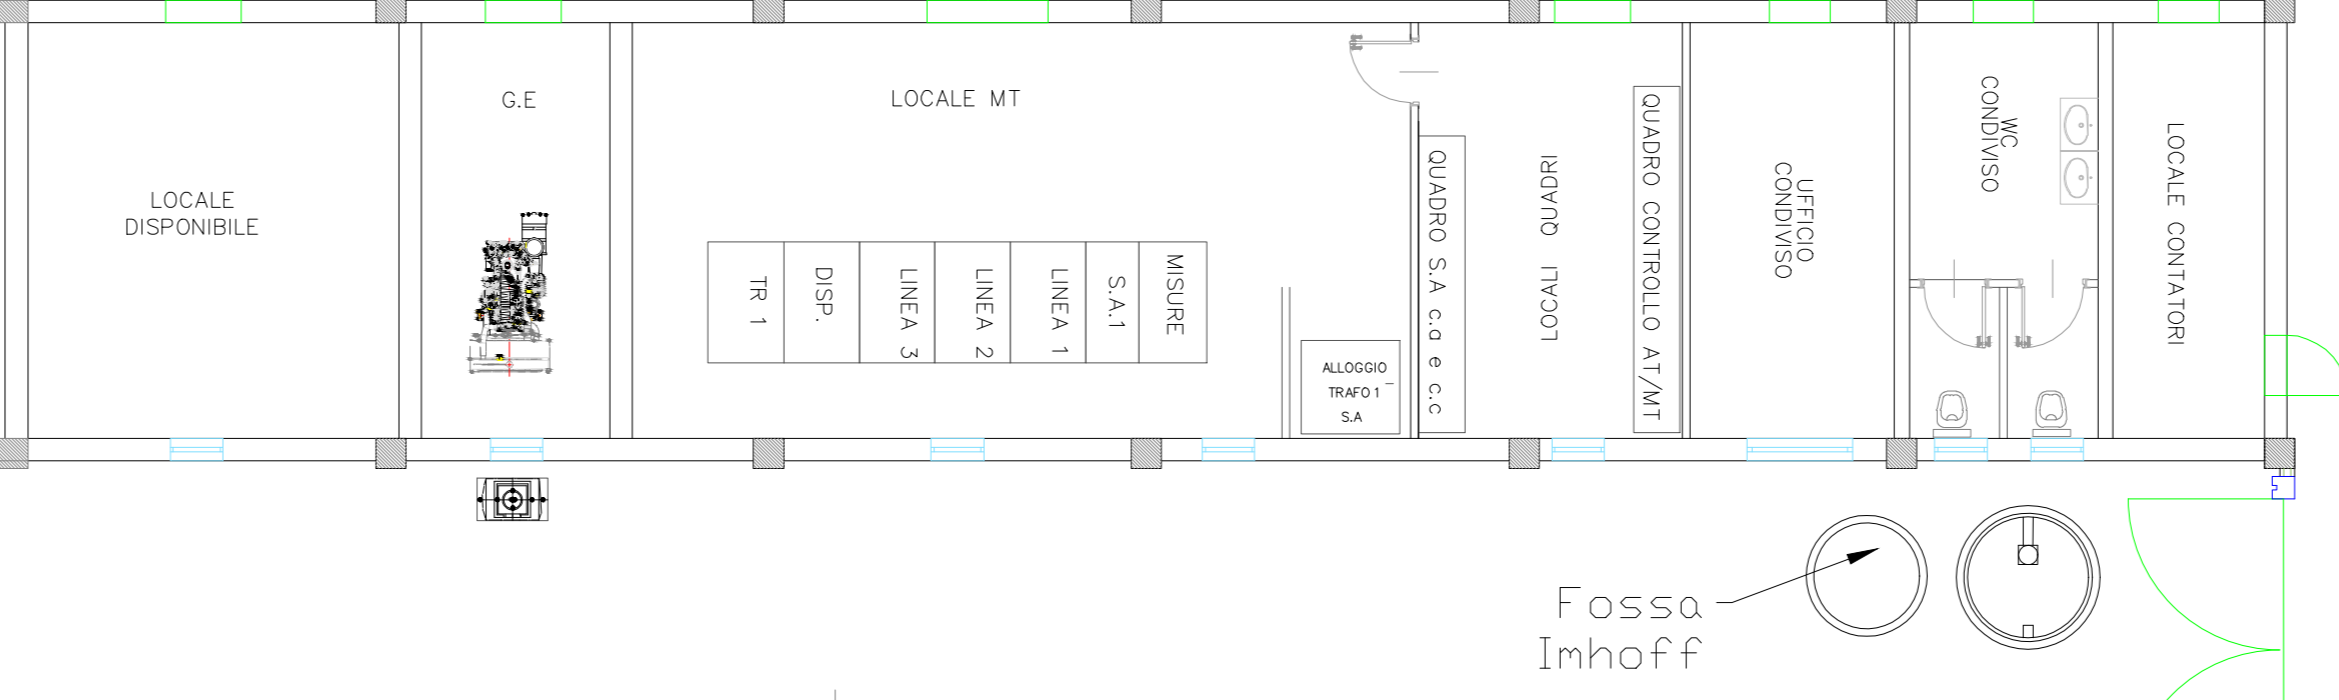 LOCALE
DISPONIBILE
G.E
LOCALE MT
TR 1
DISP.
LINEA 3
LINEA 2
LINEA 1
S.A.1
MISURE
ALLOGGIO
TRAFO 1
S.A
QUADRO S.A c.a e c.c
LOCALI QUADRI
QUADRO CONTROLLO AT/MT
UFFICIO
CONDIVISO
WC
CONDIVISO
LOCALE CONTATORI
Fossa
Imhoff